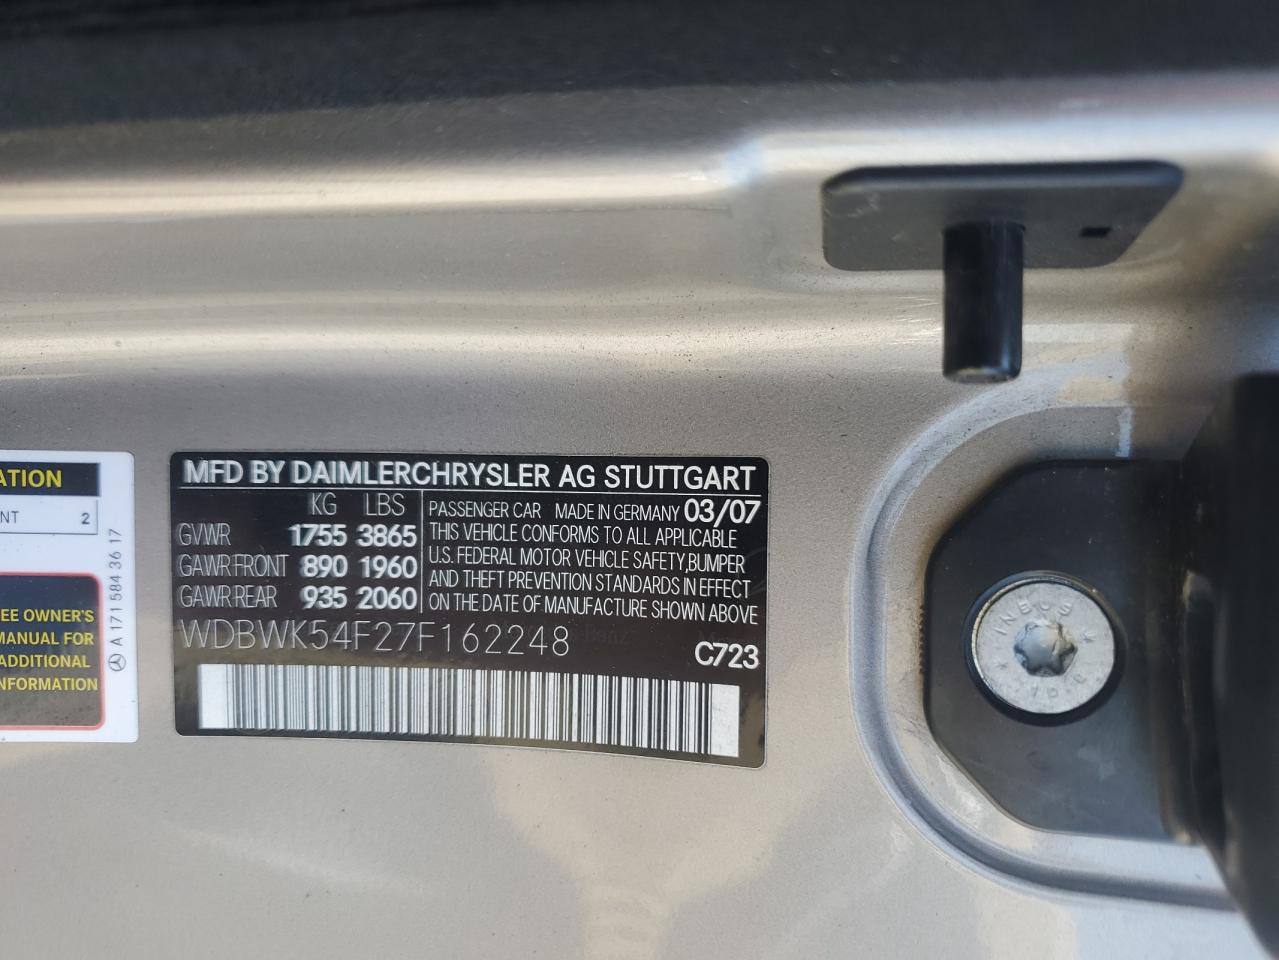 ATION
NT 2
EE OWNER'S
MANUAL FOR
ADDITIONAL
NFORMATION
A 171 584 36 17
MFD BY DAIMLERCHRYSLER AG STUTTGART
KG LBS
GVWR 1755 3865
GAWR FRONT 890 1960
GAWR REAR 935 2060
PASSENGER CAR MADE IN GERMANY 03/07
THIS VEHICLE CONFORMS TO ALL APPLICABLE
U.S. FEDERAL MOTOR VEHICLE SAFETY,BUMPER
AND THEFT PREVENTION STANDARDS IN EFFECT
ON THE DATE OF MANUFACTURE SHOWN ABOVE
WDBWK54F27F162248
C723
INBUS
10.9